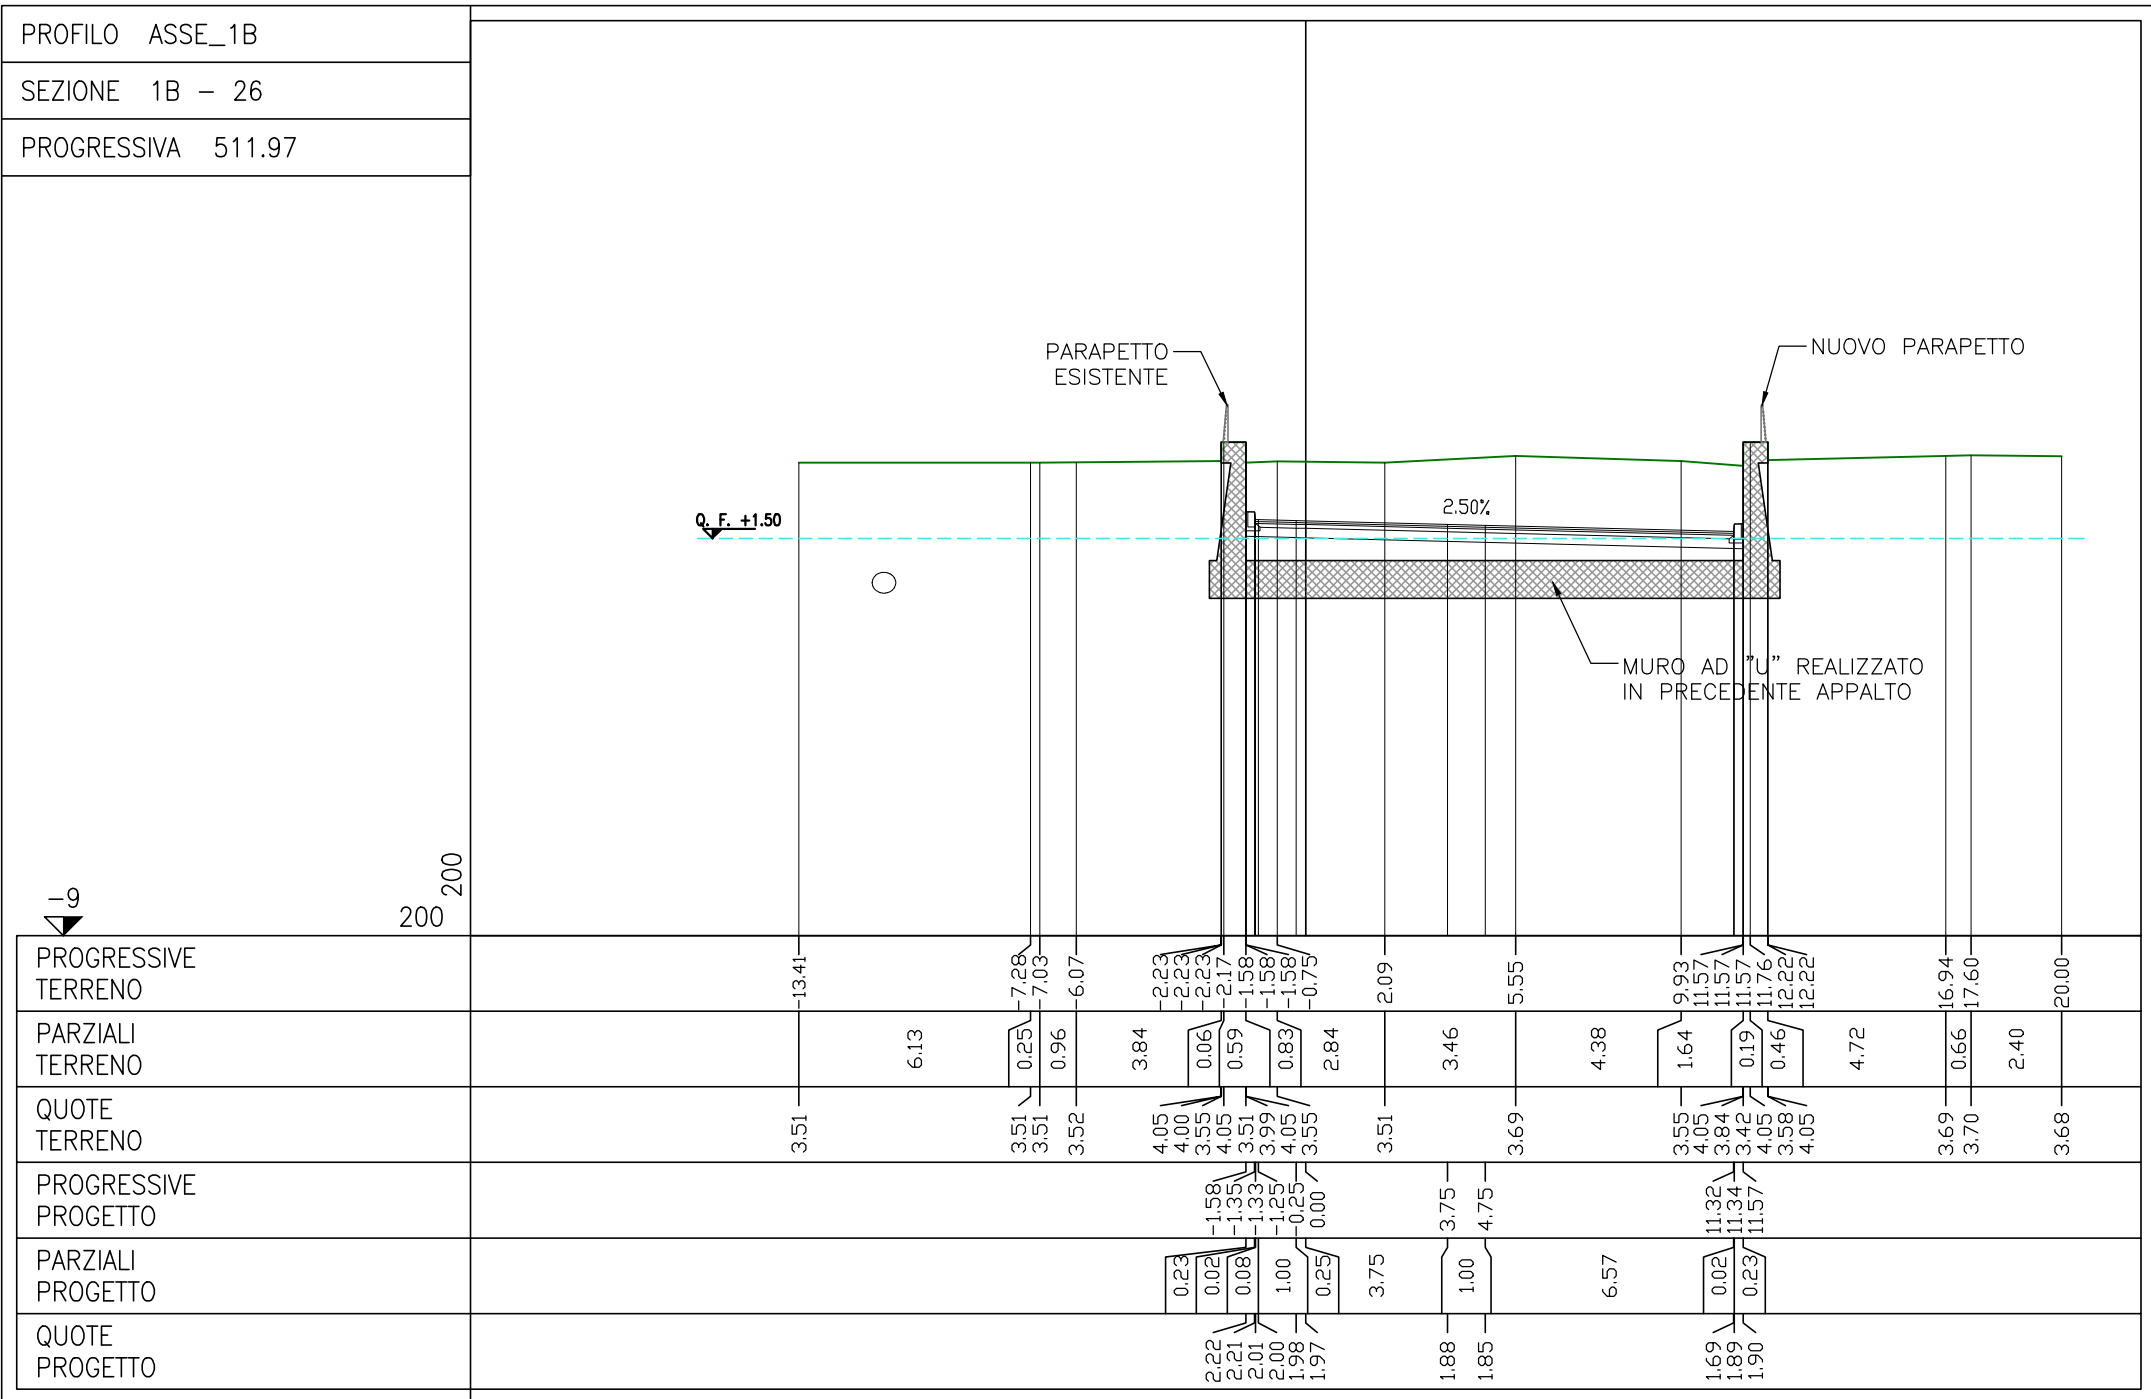 PROFILO ASSE_1B
SEZIONE 1B - 26
PROGRESSIVA 511.97
PARAPETTO
ESISTENTE
NUOVO PARAPETTO
Q. F. +1.50
2.50%
MURO AD "U" REALIZZATO
IN PRECEDENTE APPALTO
-9
200
200
PROGRESSIVE
TERRENO
-13.41 -7.28 -7.03 -6.07 -2.23 -2.23 -2.23 -2.17 -1.58 -1.58 -1.58 -0.75 2.09 5.55 9.93 11.57 11.57 11.57 11.76 12.22 12.22 16.94 17.60 20.00
PARZIALI
TERRENO
6.13 0.25 0.96 3.84 0.06 0.59 0.83 2.84 3.46 4.38 1.64 0.19 0.46 4.72 0.66 2.40
QUOTE
TERRENO
3.51 3.51 3.51 3.52 4.05 4.00 3.55 4.05 3.51 3.99 4.05 3.55 3.51 3.69 3.55 4.05 3.84 3.42 4.05 3.58 4.05 3.69 3.70 3.68
PROGRESSIVE
PROGETTO
-1.58 -1.35 -1.33 -1.25 -0.25 0.00 3.75 4.75 11.32 11.34 11.57
PARZIALI
PROGETTO
0.23 0.02 0.08 1.00 0.25 3.75 1.00 6.57 0.02 0.23
QUOTE
PROGETTO
2.22 2.21 2.01 2.00 1.98 1.97 1.88 1.85 1.69 1.89 1.90